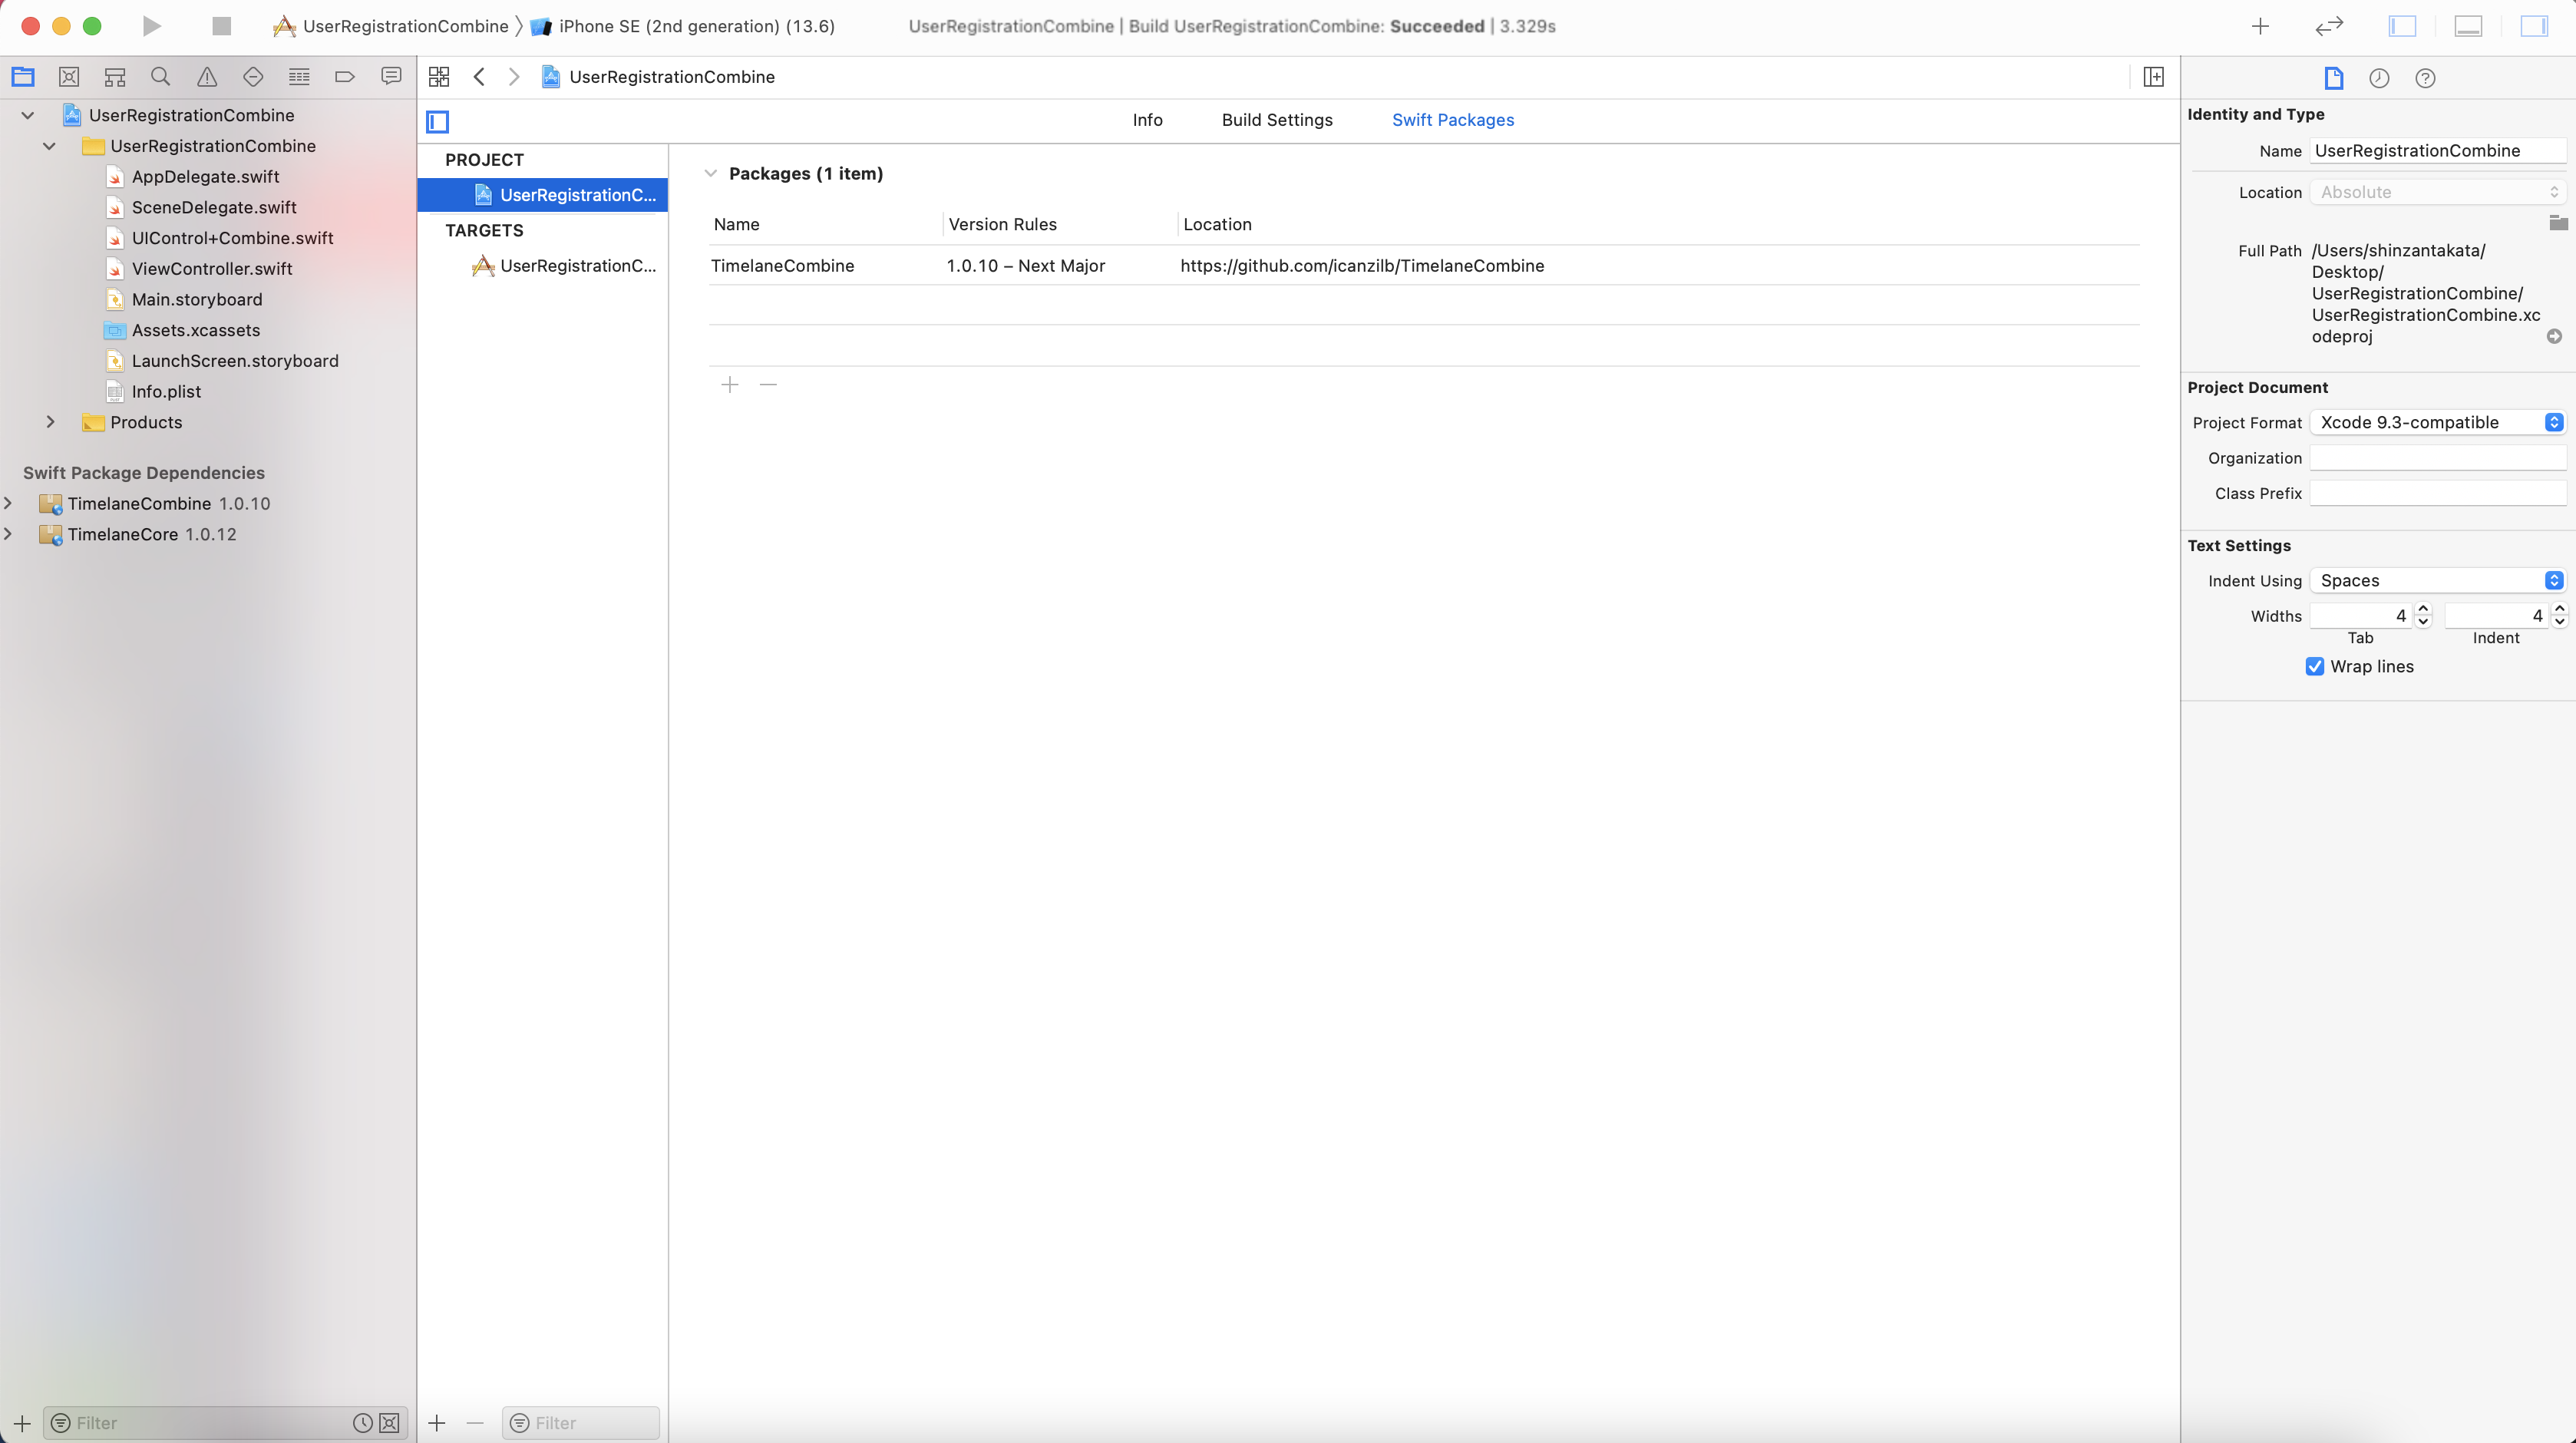 UserRegistrationCombine 〉 iPhone SE (2nd generation) (13.6)
UserRegistrationCombine | Build UserRegistrationCombine: Succeeded | 3.329s
UserRegistrationCombine
UserRegistrationCombine
AppDelegate.swift
SceneDelegate.swift
UIControl+Combine.swift
ViewController.swift
Main.storyboard
Assets.xcassets
LaunchScreen.storyboard
Info.plist
Products
Swift Package Dependencies
TimelaneCombine 1.0.10
TimelaneCore 1.0.12
Filter
UserRegistrationCombine
Info Build Settings Swift Packages
PROJECT
UserRegistrationC...
TARGETS
UserRegistrationC...
Filter
Packages (1 item)
Name Version Rules Location
TimelaneCombine 1.0.10 – Next Major https://github.com/icanzilb/TimelaneCombine
Identity and Type
Name UserRegistrationCombine
Location Absolute
Full Path /Users/shinzantakata/
Desktop/
UserRegistrationCombine/
UserRegistrationCombine.xc
odeproj
Project Document
Project Format Xcode 9.3-compatible
Organization
Class Prefix
Text Settings
Indent Using Spaces
Widths 4 4
Tab Indent
Wrap lines